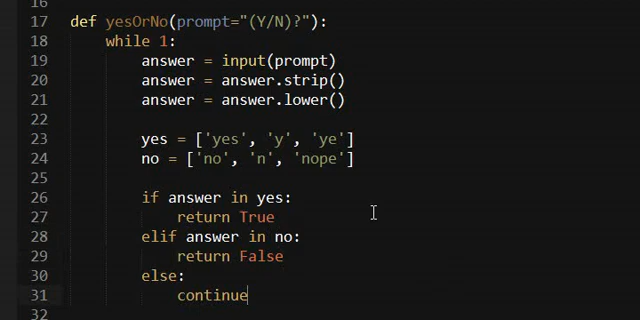 16
17 def yesOrNo(prompt="(Y/N)?"):
18     while 1:
19         answer = input(prompt)
20         answer = answer.strip()
21         answer = answer.lower()
22
23         yes = ['yes', 'y', 'ye']
24         no = ['no', 'n', 'nope']
25
26         if answer in yes:
27             return True
28         elif answer in no:
29             return False
30         else:
31             continue
32